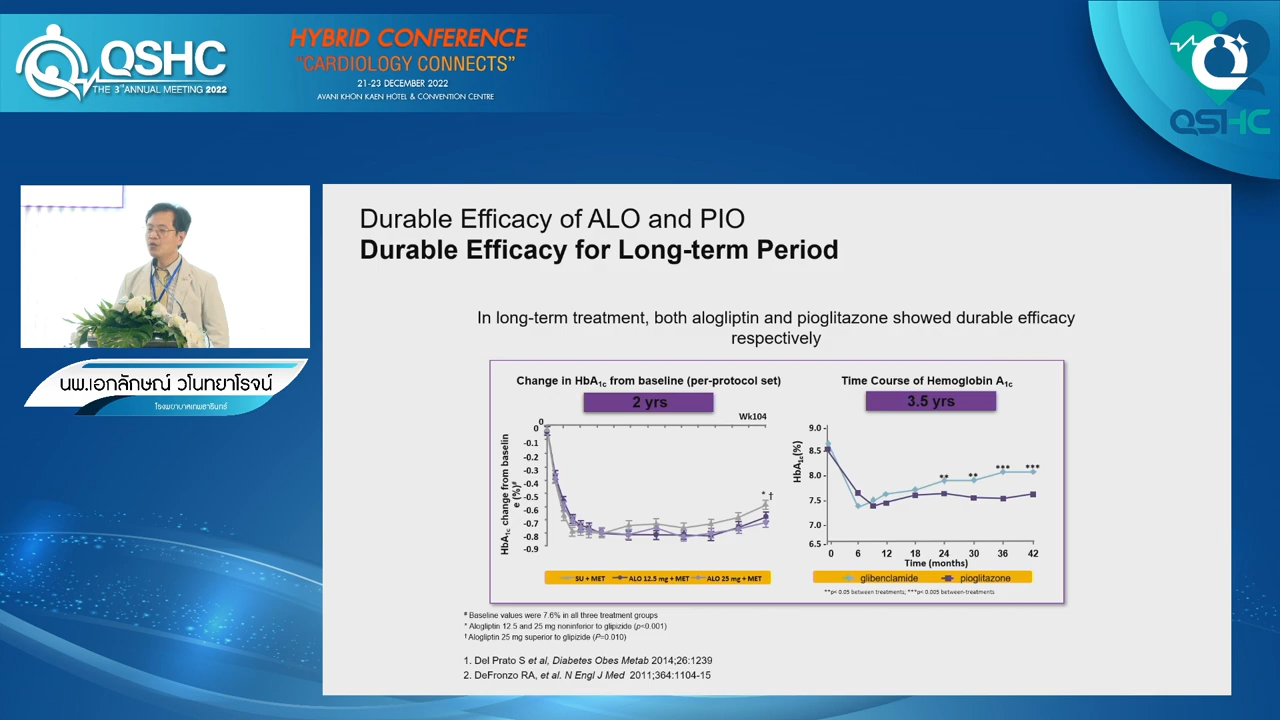 QSHC
THE 3rd ANNUAL MEETING 2022
HYBRID CONFERENCE
"CARDIOLOGY CONNECTS"
21-23 DECEMBER 2022
AVANI KHON KAEN HOTEL & CONVENTION CENTRE
QSHC
นพ.เอกลักษณ์ วโนทยาโรจน์
โรงพยาบาลเทพธารินทร์
Durable Efficacy of ALO and PIO
Durable Efficacy for Long-term Period
In long-term treatment, both alogliptin and pioglitazone showed durable efficacy
respectively
Change in HbA1c from baseline (per-protocol set)
2 yrs
Wk104
0
0
-0.1
-0.2
-0.3
-0.4
-0.5
-0.6
-0.7
-0.8
-0.9
HbA1c change from baselin
e (%)#
* †
SU + MET ALO 12.5 mg + MET ALO 25 mg + MET
Time Course of Hemoglobin A1c
3.5 yrs
HbA1c(%)
9.0
8.5
8.0
7.5
7.0
6.5
** ** *** ***
0 6 12 18 24 30 36 42
Time (months)
glibenclamide pioglitazone
**p< 0.05 between treatments; ***p< 0.005 between-treatments
# Baseline values were 7.6% in all three treatment groups
* Alogliptin 12.5 and 25 mg noninferior to glipizide (p<0.001)
† Alogliptin 25 mg superior to glipizide (P=0.010)
1. Del Prato S et al, Diabetes Obes Metab 2014;26:1239
2. DeFronzo RA, et al. N Engl J Med 2011;364:1104-15